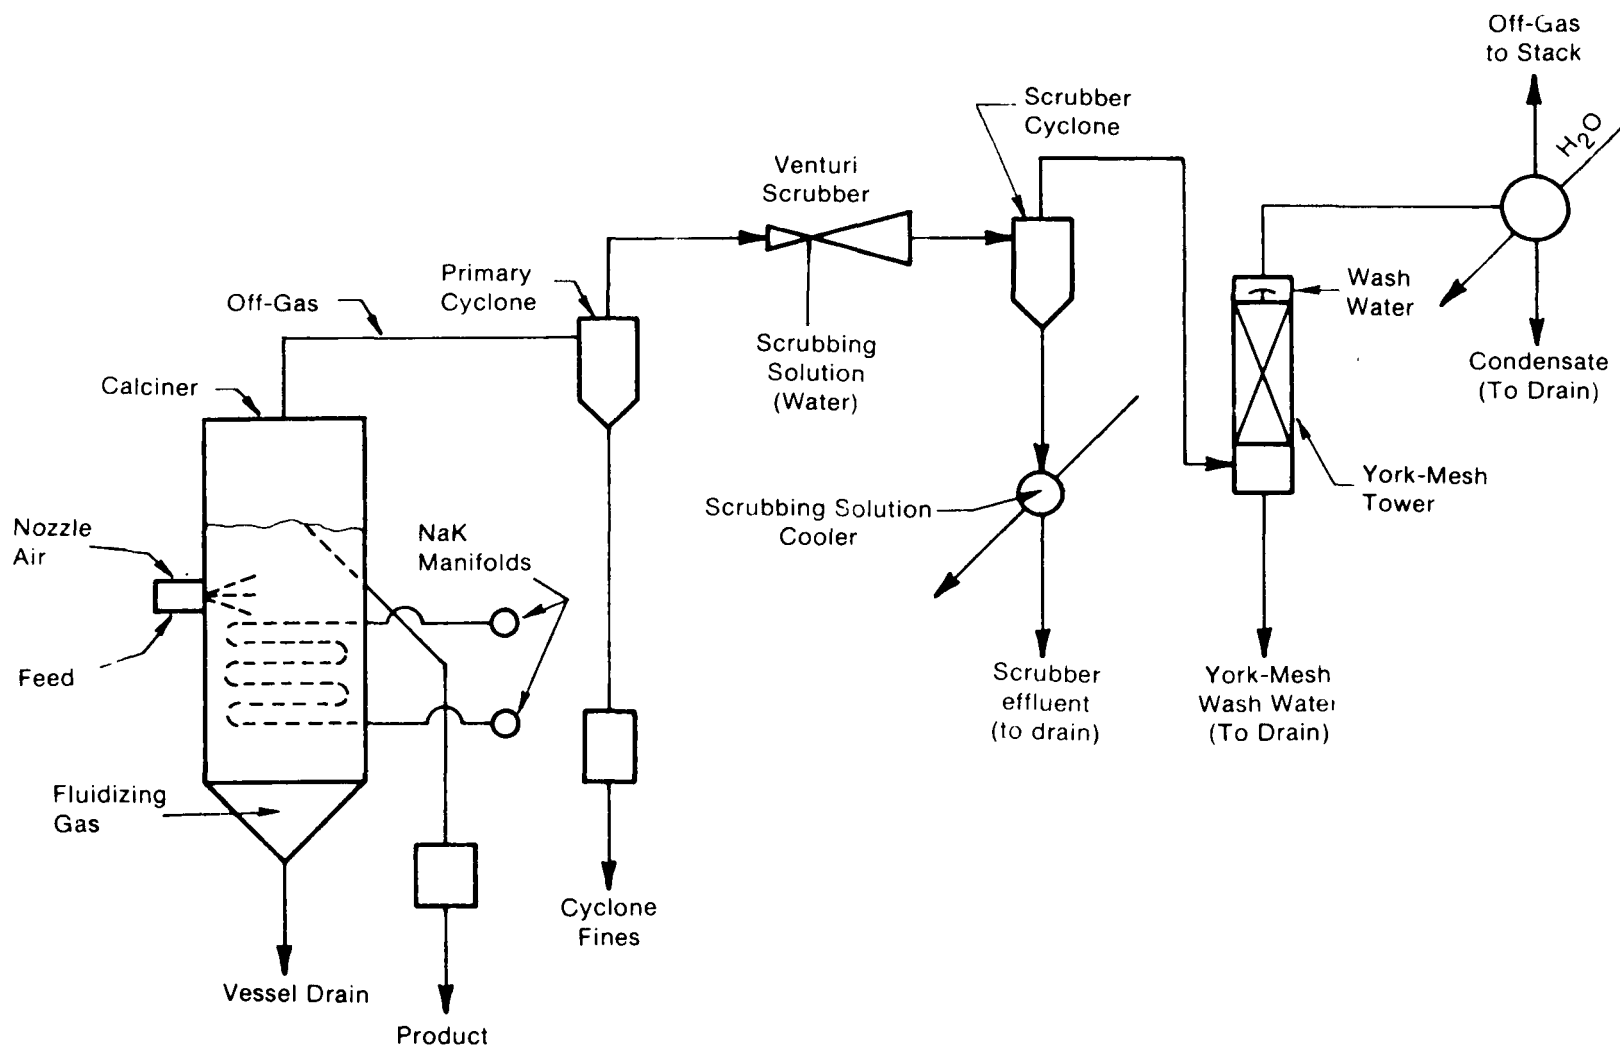 Off-Gas
to Stack
H2O
Scrubber
Cyclone
Venturi
Scrubber
Primary
Cyclone
Off-Gas
Wash
Water
Scrubbing
Solution
(Water)
Condensate
(To Drain)
Calciner
York-Mesh
Tower
Scrubbing Solution
Cooler
Nozzle
Air
NaK
Manifolds
Feed
Scrubber
effluent
(to drain)
York-Mesh
Wash Water
(To Drain)
Fluidizing
Gas
Cyclone
Fines
Vessel Drain
Product